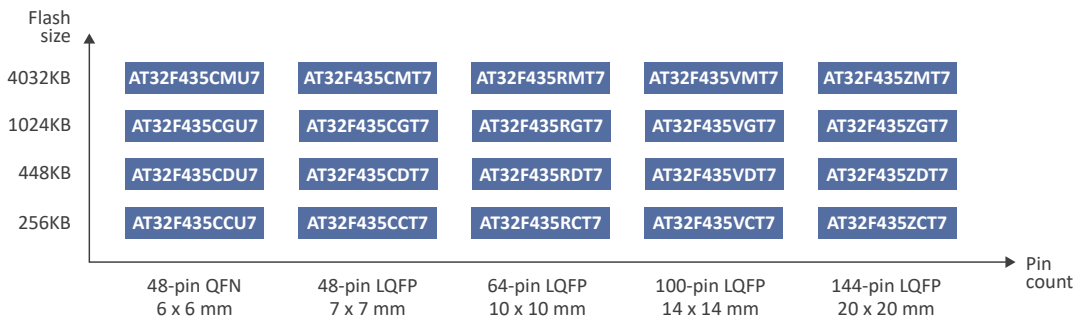 Flash
size
4032KB AT32F435CMU7 AT32F435CMT7 AT32F435RMT7 AT32F435VMT7 AT32F435ZMT7
1024KB AT32F435CGU7 AT32F435CGT7 AT32F435RGT7 AT32F435VGT7 AT32F435ZGT7
448KB AT32F435CDU7 AT32F435CDT7 AT32F435RDT7 AT32F435VDT7 AT32F435ZDT7
256KB AT32F435CCU7 AT32F435CCT7 AT32F435RCT7 AT32F435VCT7 AT32F435ZCT7
48-pin QFN 48-pin LQFP 64-pin LQFP 100-pin LQFP 144-pin LQFP
6 x 6 mm 7 x 7 mm 10 x 10 mm 14 x 14 mm 20 x 20 mm
Pin
count